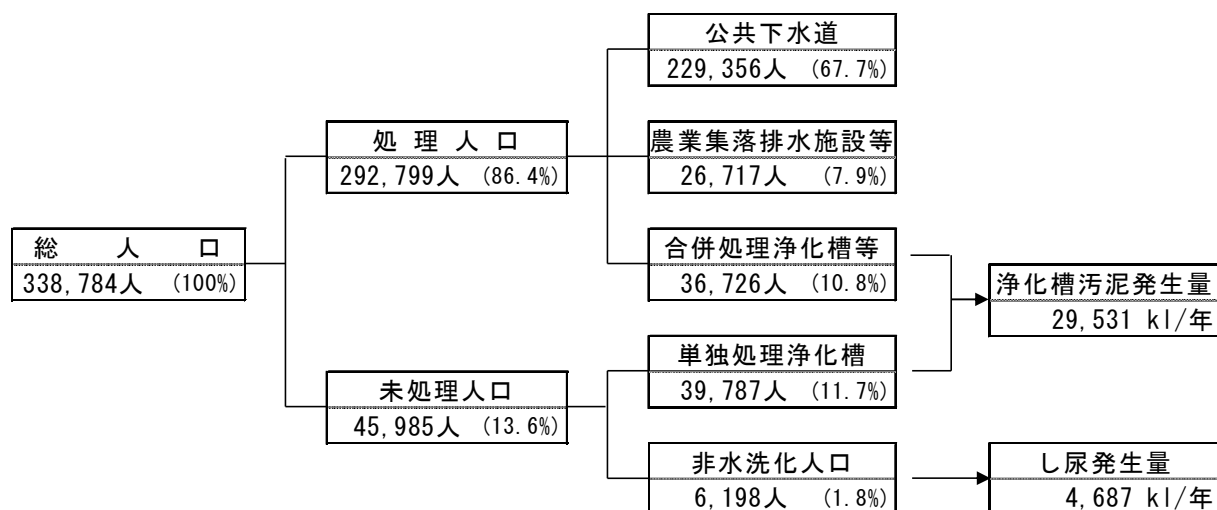 総人口
338,784人 (100%)
処理人口
292,799人 (86.4%)
未処理人口
45,985人 (13.6%)
公共下水道
229,356人 (67.7%)
農業集落排水施設等
26,717人 (7.9%)
合併処理浄化槽等
36,726人 (10.8%)
単独処理浄化槽
39,787人 (11.7%)
非水洗化人口
6,198人 (1.8%)
浄化槽汚泥発生量
29,531 kl/年
し尿発生量
4,687 kl/年